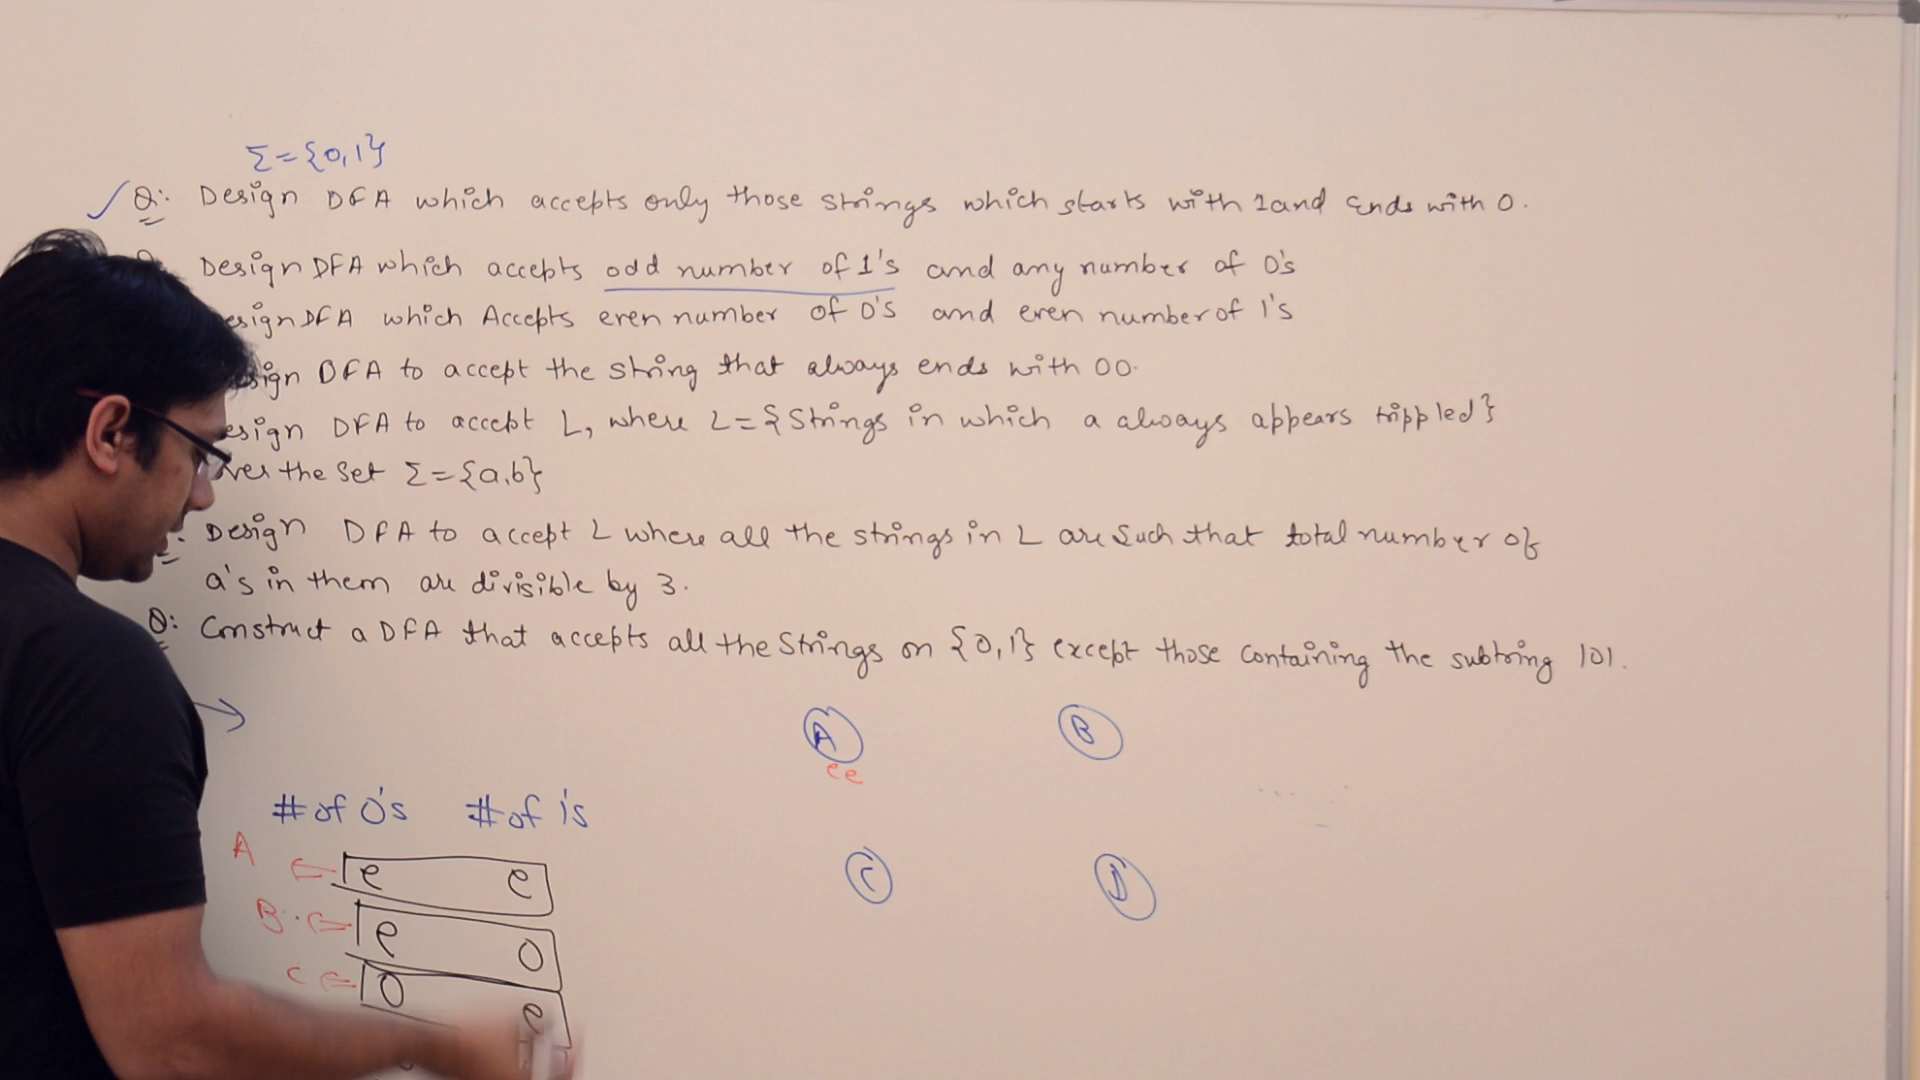 Σ={0,1}
✓Q: Design DFA which accepts only those strings which starts with 1 and ends with 0.
Design DFA which accepts odd number of 1's and any number of 0's
esign DFA which Accepts even number of 0's and even number of 1's
sign DFA to accept the string that always ends with 00.
esign DFA to accept L, where L={Strings in which a always appears trippled}
ver the Set Σ={a,b}
Design DFA to accept L where all the strings in L are such that total number of
a's in them are divisible by 3.
Q: Construct a DFA that accepts all the strings on {0,1} except those containing the substring 101.
→
A B
ee
C D
# of 0's # of 1's
A ⇐ e e
B ⇐ e 0
C ⇐ 0 e